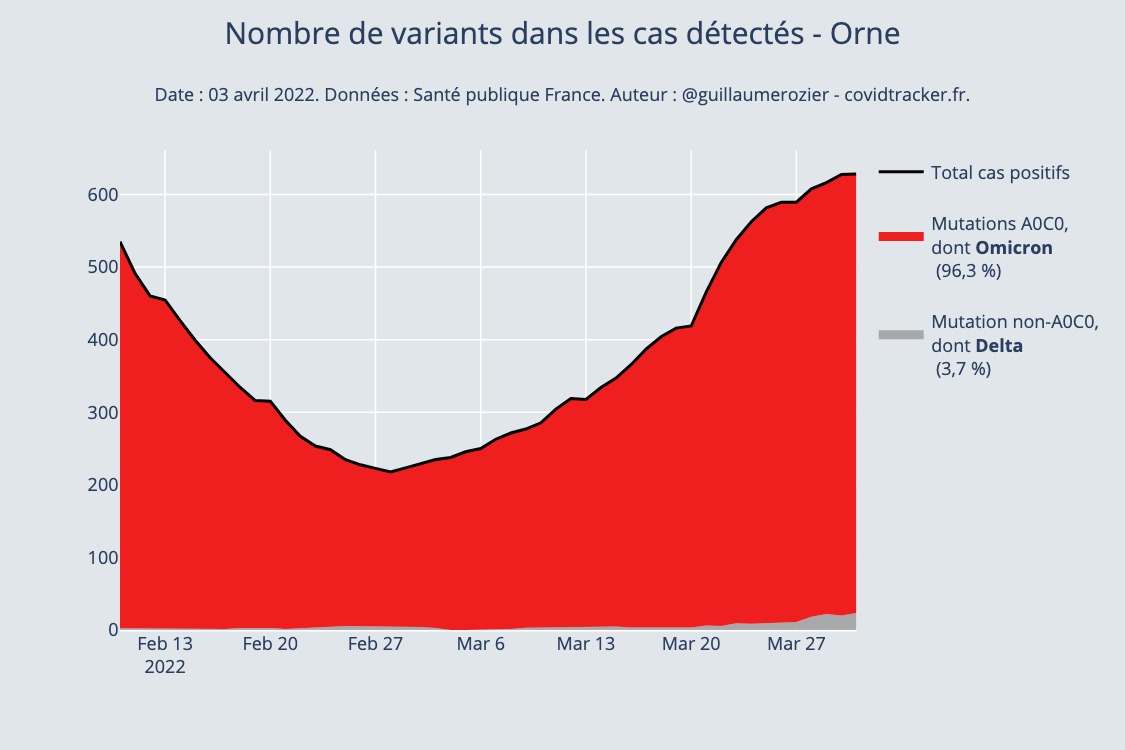 Nombre de variants dans les cas détectés - Orne
Date : 03 avril 2022. Données : Santé publique France. Auteur : @guillaumerozier - covidtracker.fr.
600
500
400
300
200
100
0
Feb 13
2022
Feb 20
Feb 27
Mar 6
Mar 13
Mar 20
Mar 27
Total cas positifs
Mutations A0C0,
dont Omicron
(96,3 %)
Mutation non-A0C0,
dont Delta
(3,7 %)